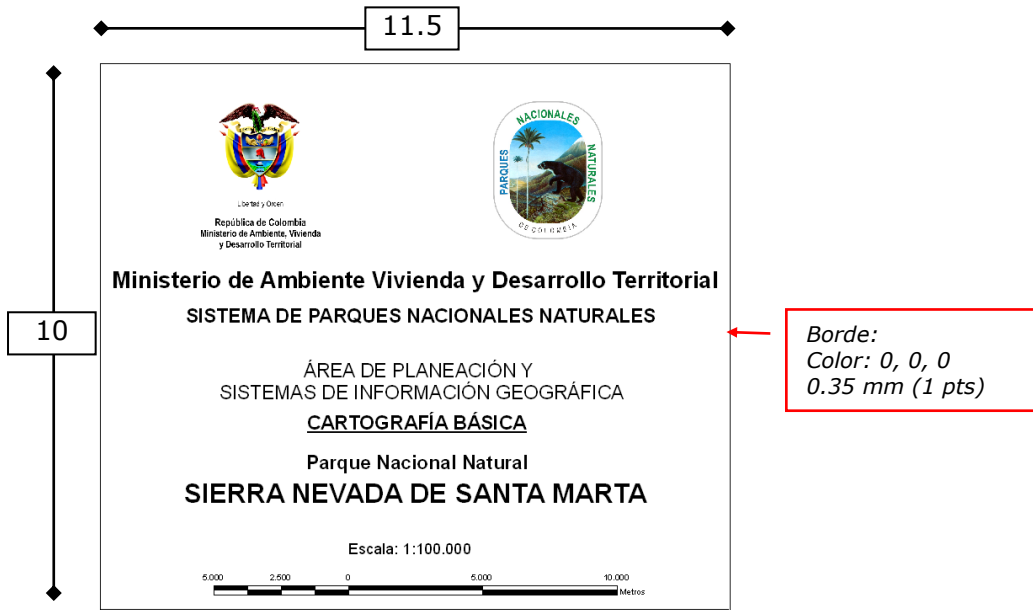 11.5
10
NACIONALES
PARQUES
NATURALES
DE COLOMBIA
Libertad y Orden
República de Colombia
Ministerio de Ambiente, Vivienda
y Desarrollo Territorial
Ministerio de Ambiente Vivienda y Desarrollo Territorial
SISTEMA DE PARQUES NACIONALES NATURALES
ÁREA DE PLANEACIÓN Y
SISTEMAS DE INFORMACIÓN GEOGRÁFICA
CARTOGRAFÍA BÁSICA
Parque Nacional Natural
SIERRA NEVADA DE SANTA MARTA
Escala: 1:100.000
5.000 2.500 0 5.000 10.000
Metros
Borde:
Color: 0, 0, 0
0.35 mm (1 pts)